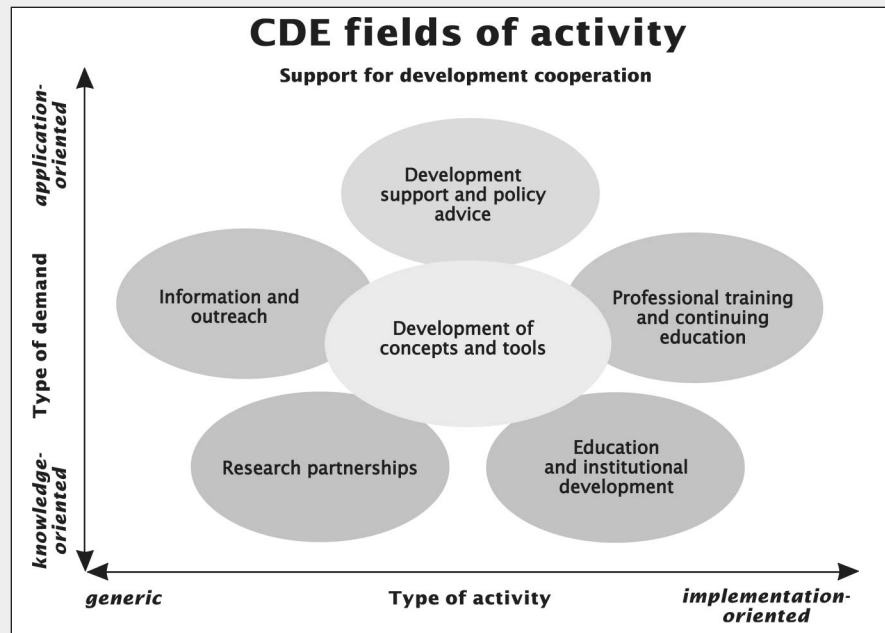 CDE fields of activity
Support for development cooperation
application-
oriented
Type of demand
knowledge-
oriented
Development
support and policy
advice
Information and
outreach
Development of
concepts and tools
Professional training
and continuing
education
Research partnerships
Education
and institutional
development
generic
Type of activity
implementation-
oriented